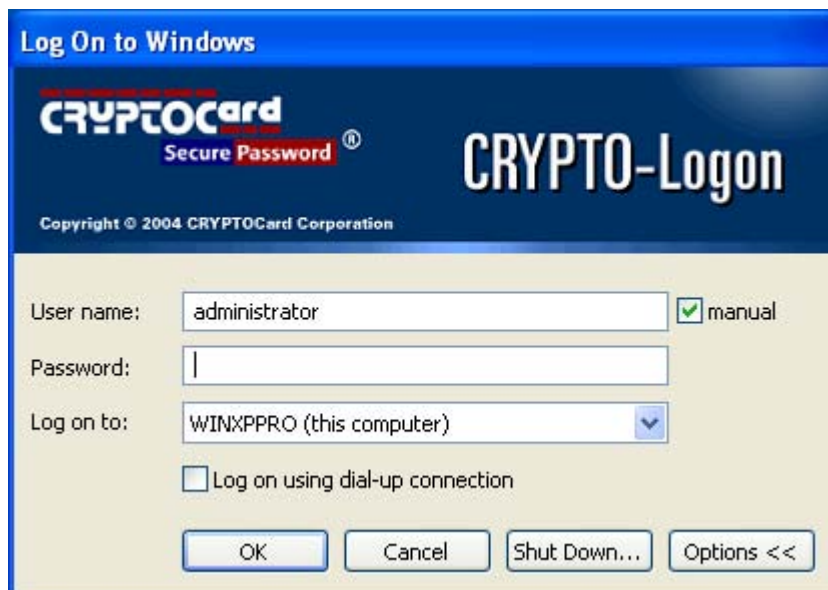 Log On to Windows
CRYPTOCard
Secure Password ®
CRYPTO-Logon
Copyright © 2004 CRYPTOCard Corporation
User name: administrator manual
Password:
Log on to: WINXPPRO (this computer)
Log on using dial-up connection
OK Cancel Shut Down... Options <<